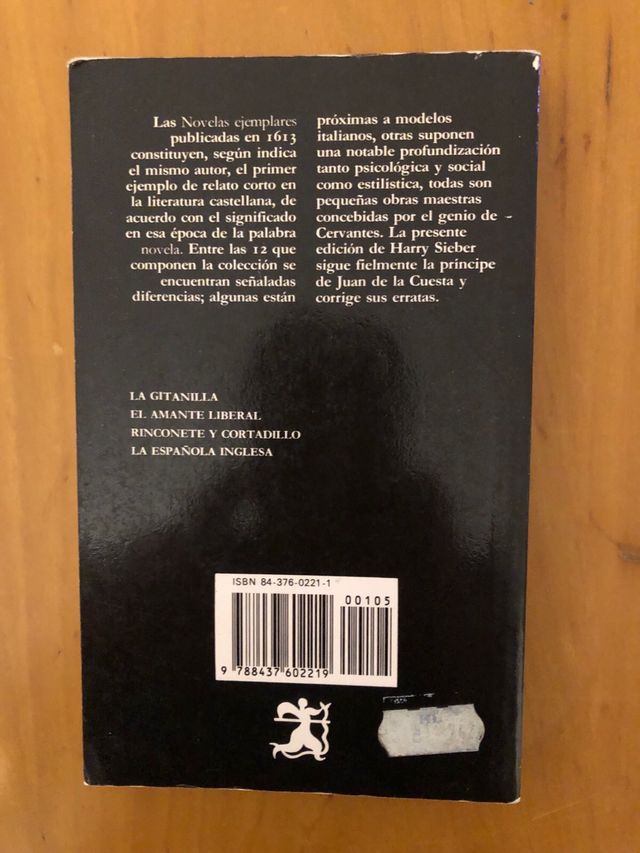 Las Novelas ejemplares
publicadas en 1613
constituyen, según indica
el mismo autor, el primer
ejemplo de relato corto en
la literatura castellana, de
acuerdo con el significado
en esa época de la palabra
novela. Entre las 12 que
componen la colección se
encuentran señaladas
diferencias; algunas están
próximas a modelos
italianos, otras suponen
una notable profundización
tanto psicológica y social
como estilística, todas son
pequeñas obras maestras
concebidas por el genio de
Cervantes. La presente
edición de Harry Sieber
sigue fielmente la príncipe
de Juan de la Cuesta y
corrige sus erratas.
LA GITANILLA
EL AMANTE LIBERAL
RINCONETE Y CORTADILLO
LA ESPAÑOLA INGLESA
ISBN 84-376-0221-1
00105
9 788437 602219